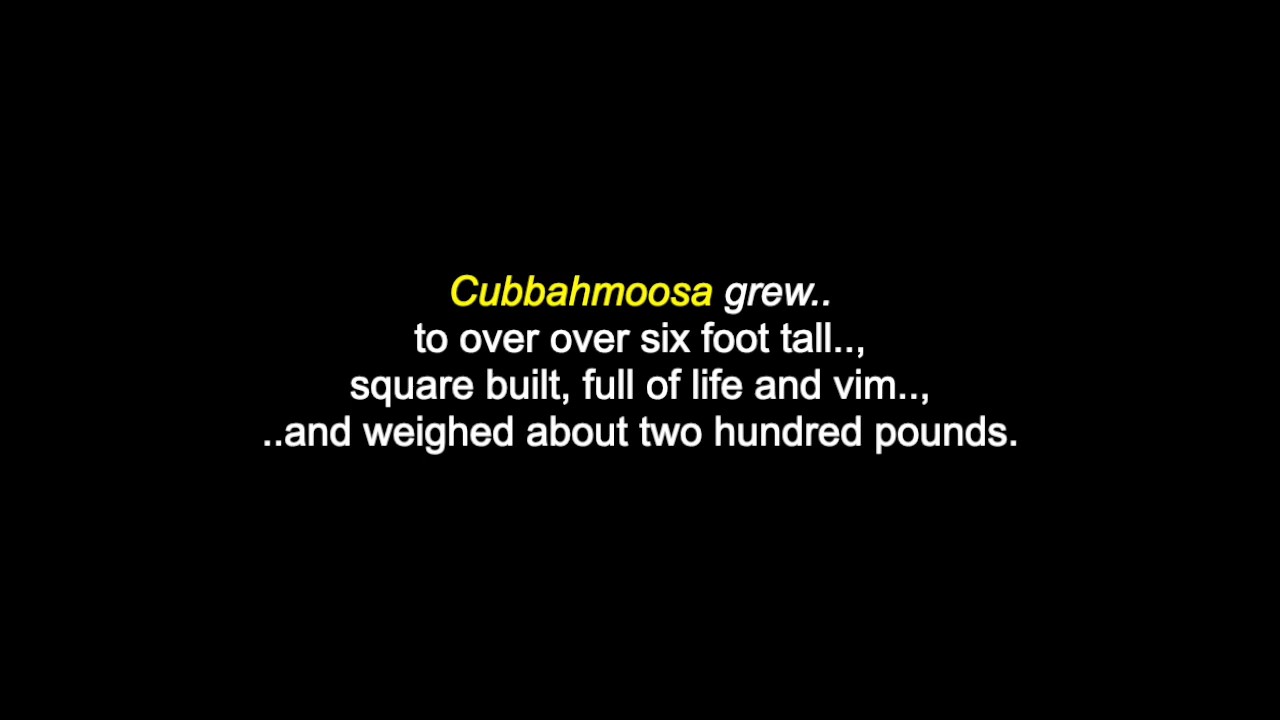 Cubbahmoosa grew..
to over over six foot tall..,
square built, full of life and vim..,
..and weighed about two hundred pounds.